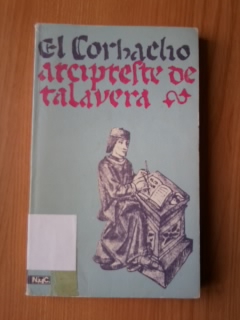 El Corbacho
arcipreste de
talavera
N.y.C.